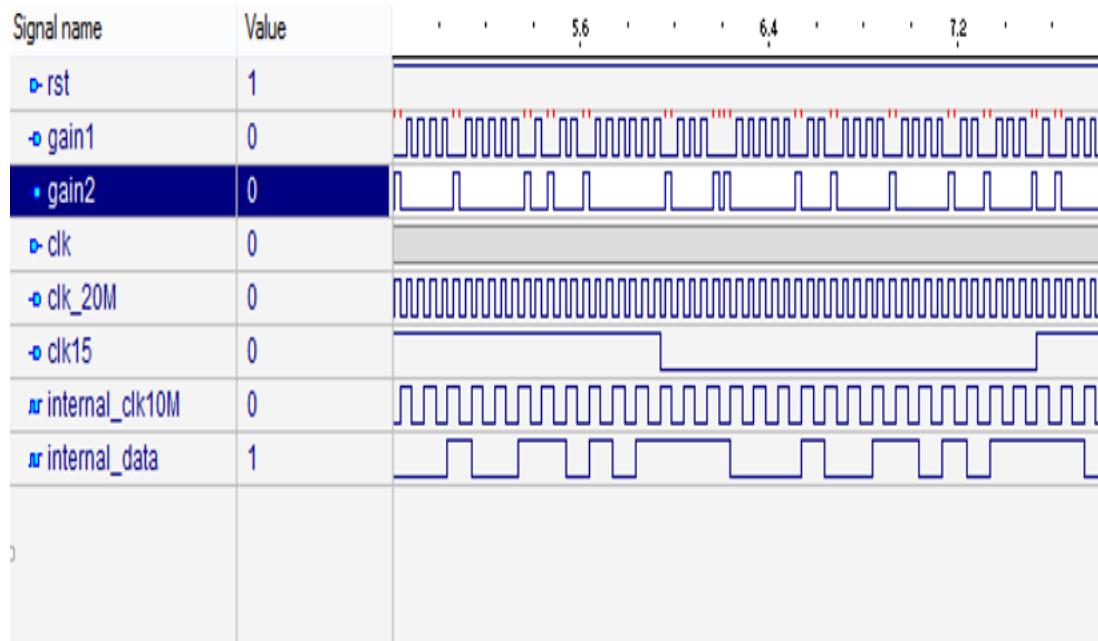 Signal name Value 5.6 6.4 7.2
rst 1
gain1 0
gain2 0
clk 0
clk_20M 0
clk15 0
internal_clk10M 0
internal_data 1